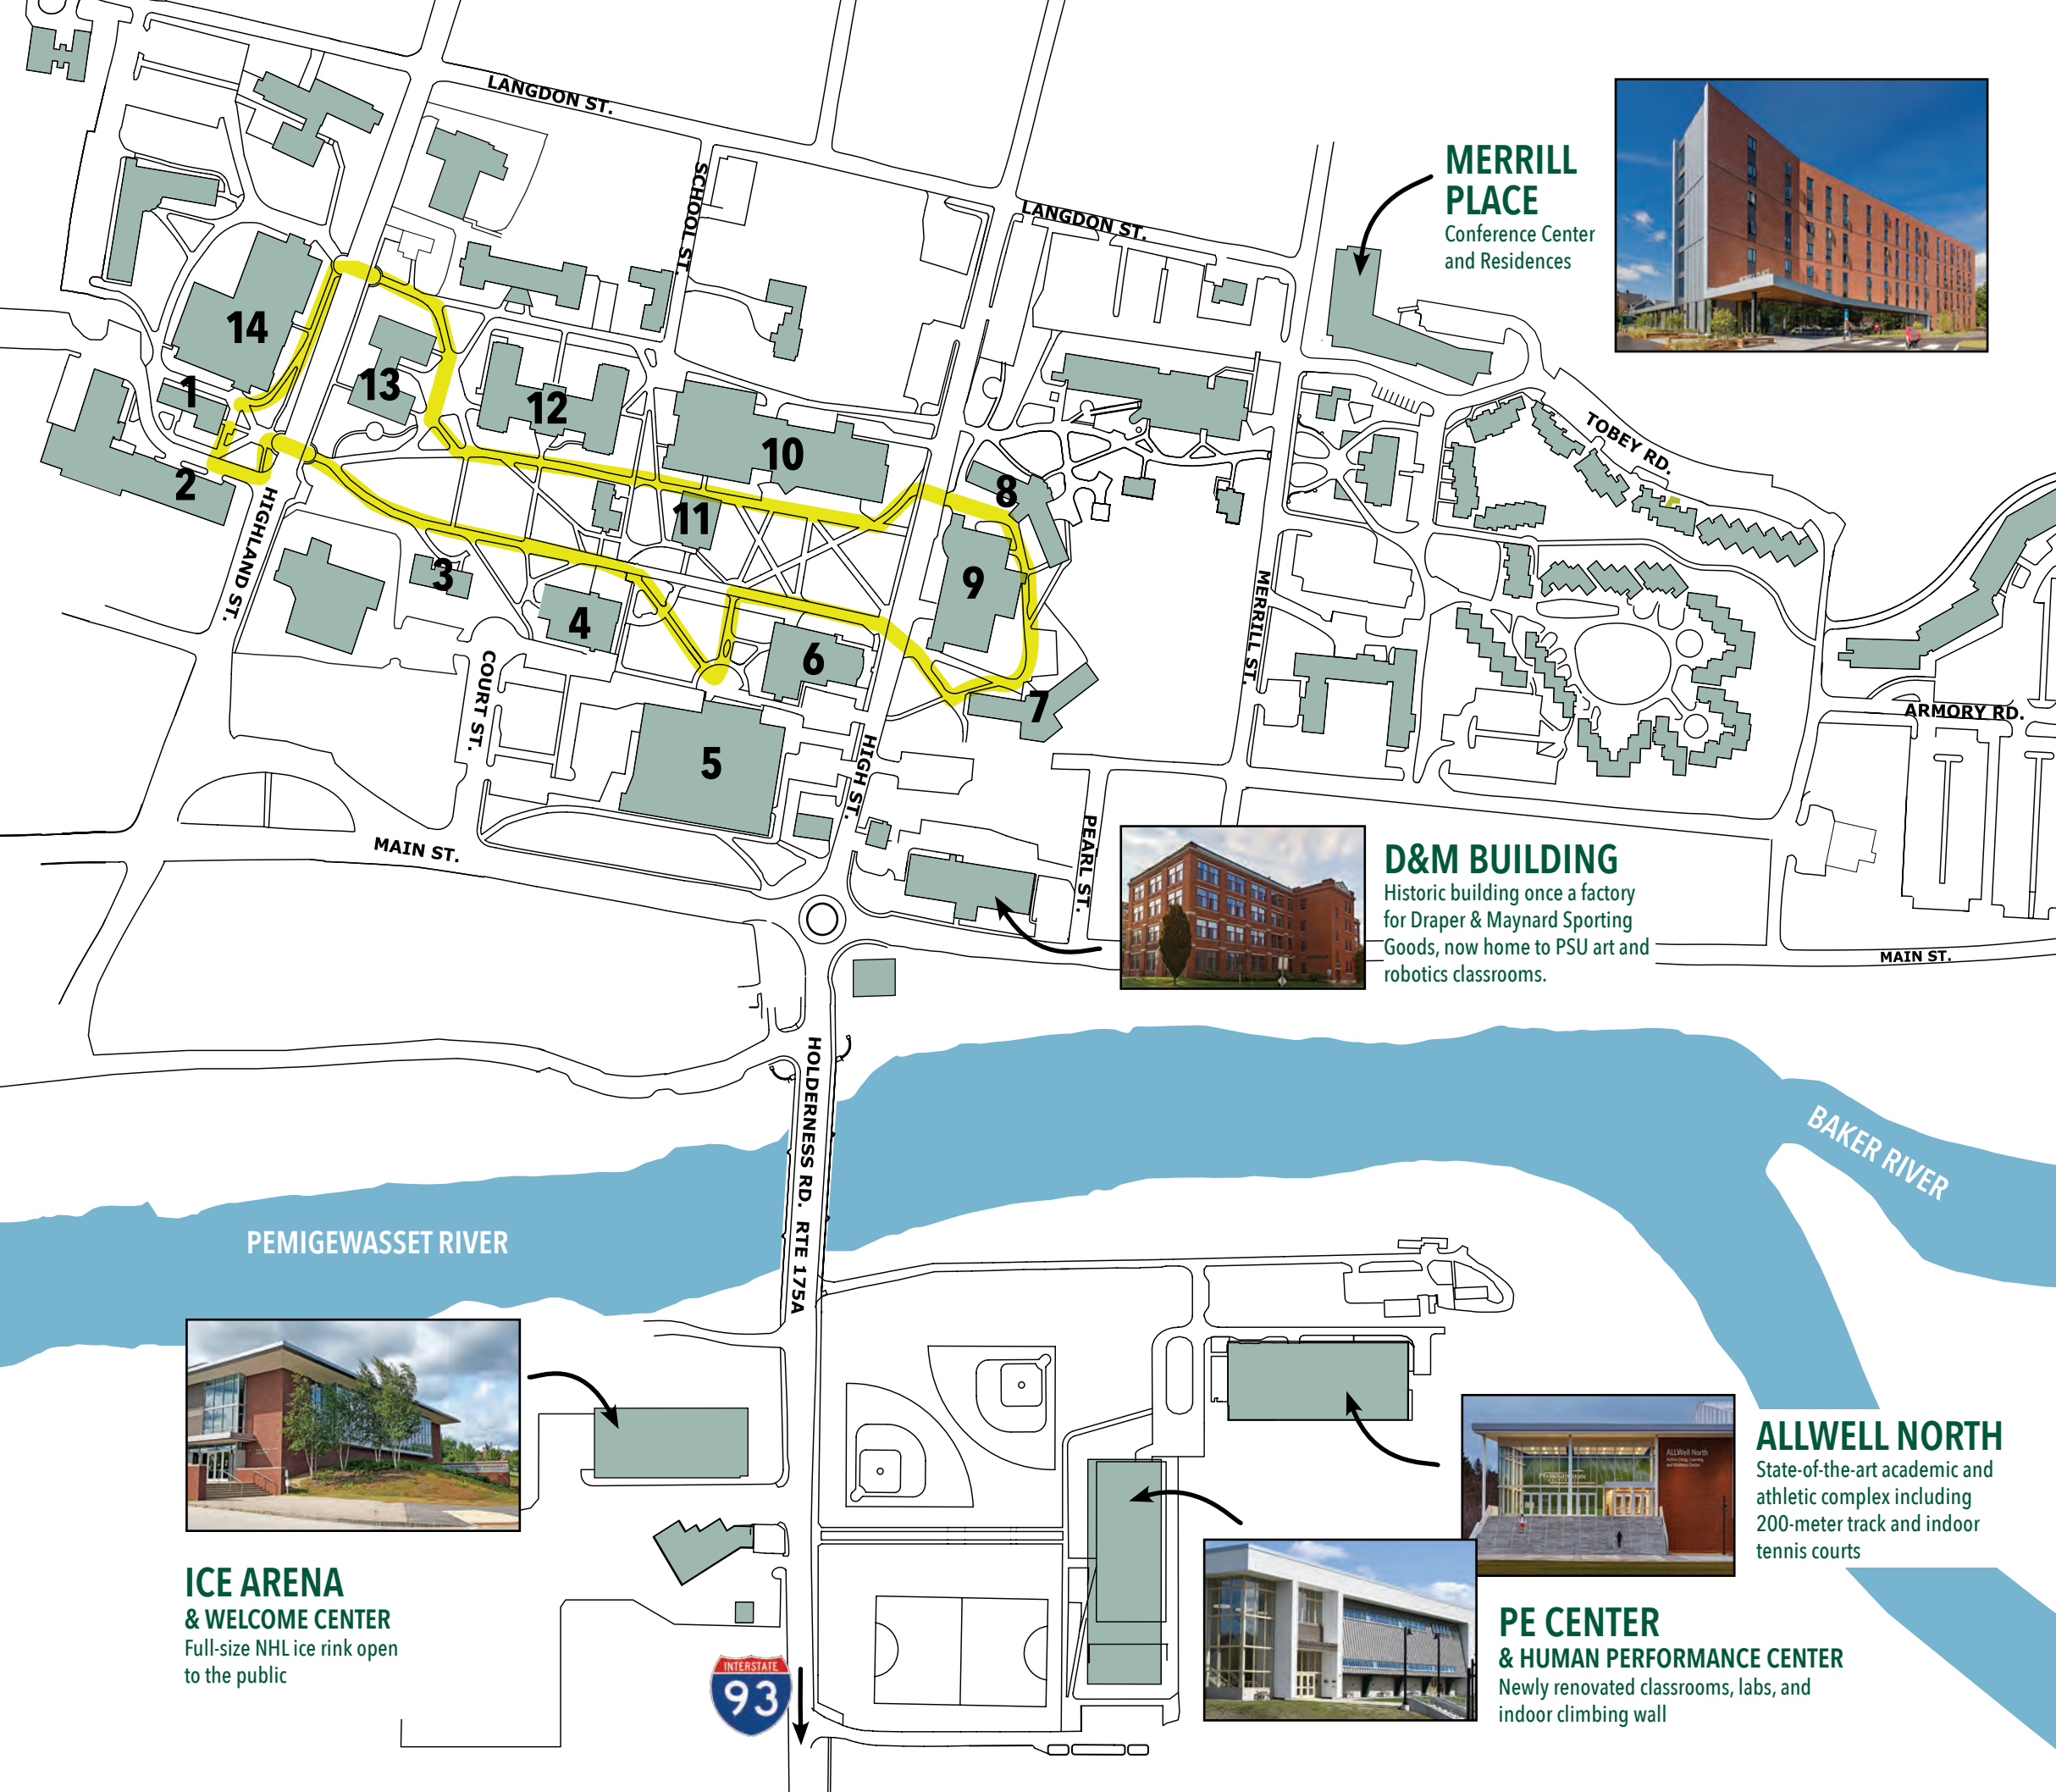 LANGDON ST.
SCHOOL ST.
LANGDON ST.
MERRILL
PLACE
Conference Center
and Residences
14
1
13
12
2
10
11
8
TOBEY RD.
HIGHLAND ST.
3
4
9
6
7
MERRILL ST.
COURT ST.
5
HIGH ST.
ARMORY RD.
MAIN ST.
PEARL ST.
D&M BUILDING
Historic building once a factory
for Draper & Maynard Sporting
Goods, now home to PSU art and
robotics classrooms.
MAIN ST.
HOLDERNESS RD. RTE 175A
BAKER RIVER
PEMIGEWASSET RIVER
ALLWELL NORTH
State-of-the-art academic and
athletic complex including
200-meter track and indoor
tennis courts
ALLWell North
ICE ARENA
& WELCOME CENTER
Full-size NHL ice rink open
to the public
INTERSTATE
93
PE CENTER
& HUMAN PERFORMANCE CENTER
Newly renovated classrooms, labs, and
indoor climbing wall